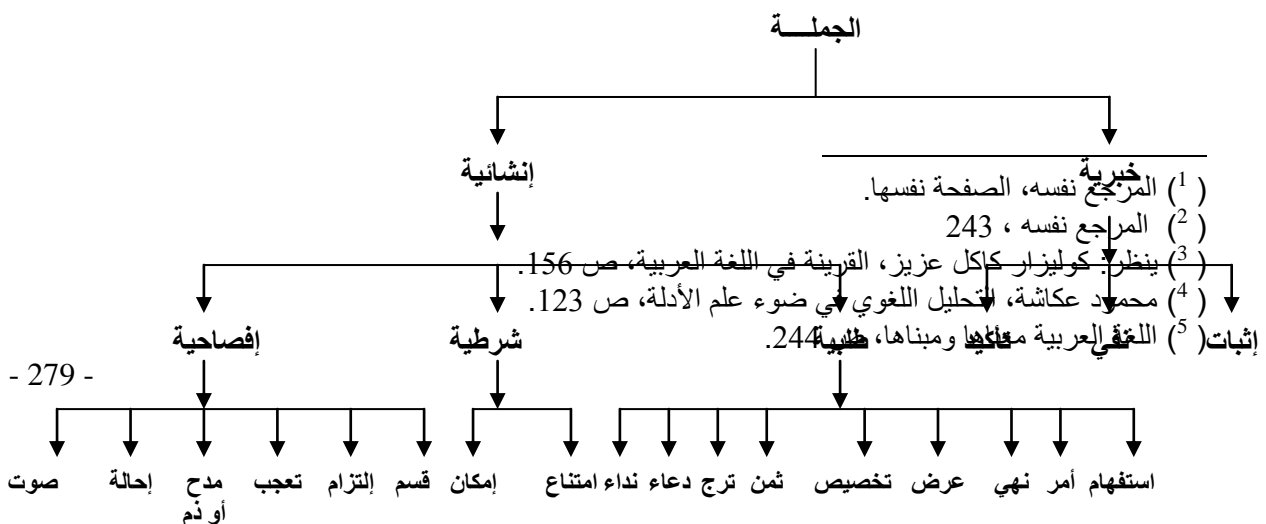 الجملـــــة
خبرية إنشائية
( 1) المرجع نفسه، الصفحة نفسها.
( 2) المرجع نفسه ، 243
( 3) ينظر: كوليزار كاكل عزيز، القرينة في اللغة العربية، ص 156.
( 4) محمود عكاشة، التحليل اللغوي في ضوء علم الأدلة، ص 123.
( 5) اللغة العربية معناها ومبناها، ص 244.
إثبات نفي تأكيد طلبية شرطية إفصاحية
- 279 -
استفهام أمر نهي عرض تخصيص ثمن ترج دعاء نداء امتناع إمكان قسم إلتزام تعجب مدح أو ذم إحالة صوت